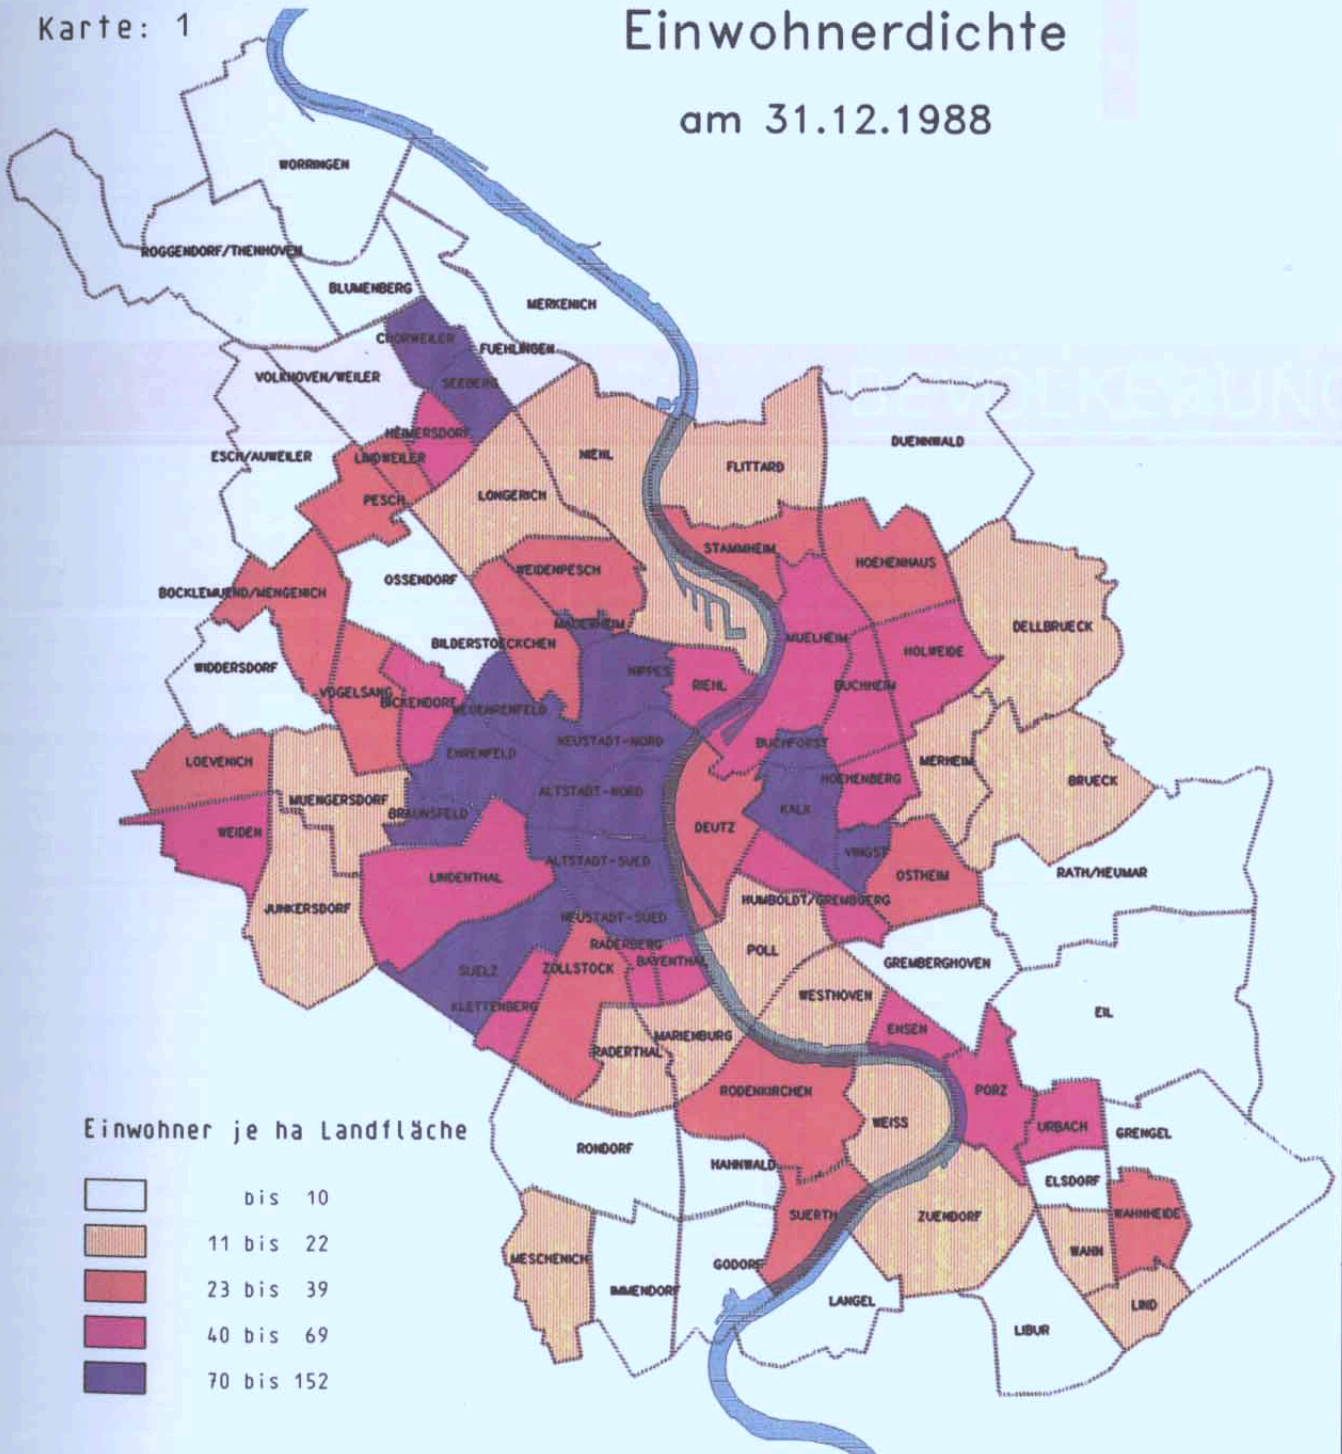 Karte: 1
Einwohnerdichte
am 31.12.1988
WORRINGEN
ROGGENDORF/THENHOVEN
BLUMENBERG
MERKENICH
CHORWEILER
FUEHLINGEN
VOLKHOVEN/WEILER
SEEBERG
BEVÖLKERUNG
HEIMERSDORF
DUENNWALD
ESCH/AUWEILER
LINDWEILER
NIEHL
FLITTARD
PESCH
LONGERICH
STAMMHEIM
HOEHENHAUS
WEIDENPESCH
OSSENDORF
BOCKLEMUEND/MENGENICH
MAUENHEIM
DELLBRUECK
BILDERSTOECKCHEN
MUELHEIM
HOLWEIDE
WIDDERSDORF
NIPPES
RIEHL
BUCHHEIM
VOGELSANG
BICKENDORF
NEUEHRENFELD
NEUSTADT-NORD
BUCHFORST
EHRENFELD
LOEVENICH
MERHEIM
HOEHENBERG
BRUECK
ALTSTADT-NORD
MUENGERSDORF
BRAUNSFELD
KALK
WEIDEN
DEUTZ
VINGST
ALTSTADT-SUED
LINDENTHAL
OSTHEIM
RATH/HEUMAR
HUMBOLDT/GREMBERG
JUNKERSDORF
NEUSTADT-SUED
RADERBERG
POLL
BAYENTHAL
GREMBERGHOVEN
SUELZ
ZOLLSTOCK
WESTHOVEN
KLETTENBERG
EIL
ENSEN
MARIENBURG
RADERTHAL
RODENKIRCHEN
PORZ
WEISS
URBACH
GRENGEL
RONDORF
HAHNWALD
ELSDORF
SUERTH
ZUENDORF
WAHNHEIDE
WAHN
MESCHENICH
GODORF
IMMENDORF
LANGEL
LIND
LIBUR
Einwohner je ha Landfläche
bis 10
11 bis 22
23 bis 39
40 bis 69
70 bis 152